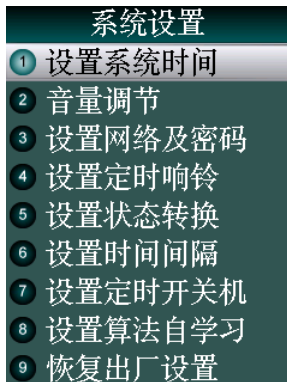 系统设置
1 设置系统时间
2 音量调节
3 设置网络及密码
4 设置定时响铃
5 设置状态转换
6 设置时间间隔
7 设置定时开关机
8 设置算法自学习
9 恢复出厂设置